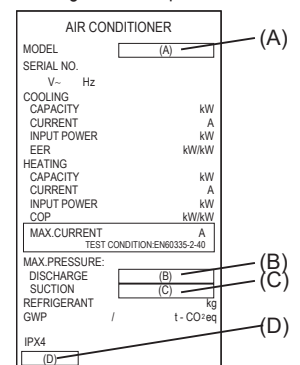 AIR CONDITIONER
MODEL (A) (A)
SERIAL NO.
V~ Hz
COOLING
CAPACITY kW
CURRENT A
INPUT POWER kW
EER kW/kW
HEATING
CAPACITY kW
CURRENT A
INPUT POWER kW
COP kW/kW
MAX.CURRENT A
TEST CONDITION:EN60335-2-40
MAX.PRESSURE:
DISCHARGE (B) (B)
SUCTION (C) (C)
REFRIGERANT kg
GWP / t - CO2eq
IPX4
(D) (D)